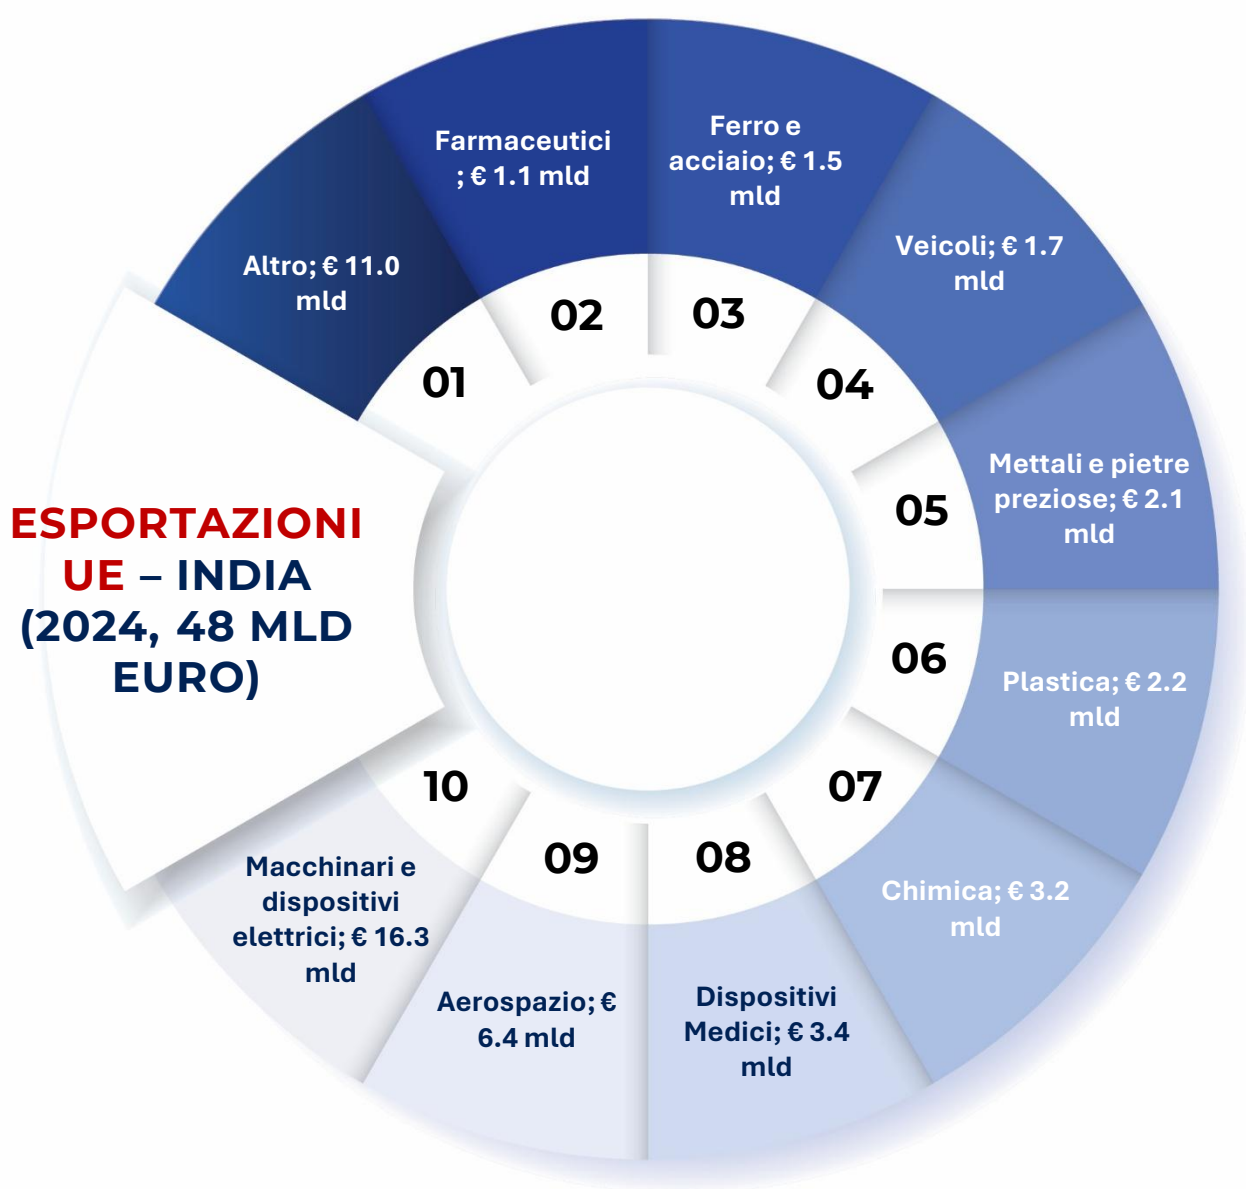 ESPORTAZIONI
UE – INDIA
(2024, 48 MLD
EURO)
Altro; € 11.0
mld
01
Farmaceutici
; € 1.1 mld
02
Ferro e
acciaio; € 1.5
mld
03
Veicoli; € 1.7
mld
04
Mettali e pietre
preziose; € 2.1
mld
05
Plastica; € 2.2
mld
06
Chimica; € 3.2
mld
07
Dispositivi
Medici; € 3.4
mld
08
Aerospazio; €
6.4 mld
09
Macchinari e
dispositivi
elettrici; € 16.3
mld
10